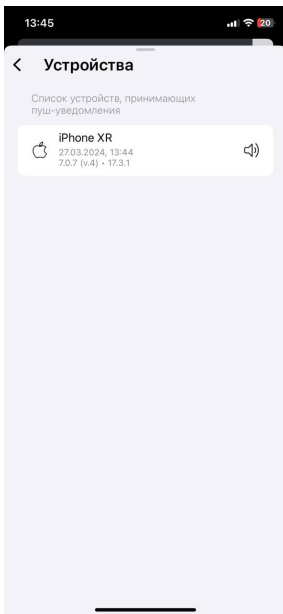 13:45
20
Устройства
Список устройств, принимающих
пуш-уведомления
iPhone XR
27.03.2024, 13:44
7.0.7 (v.4) • 17.3.1